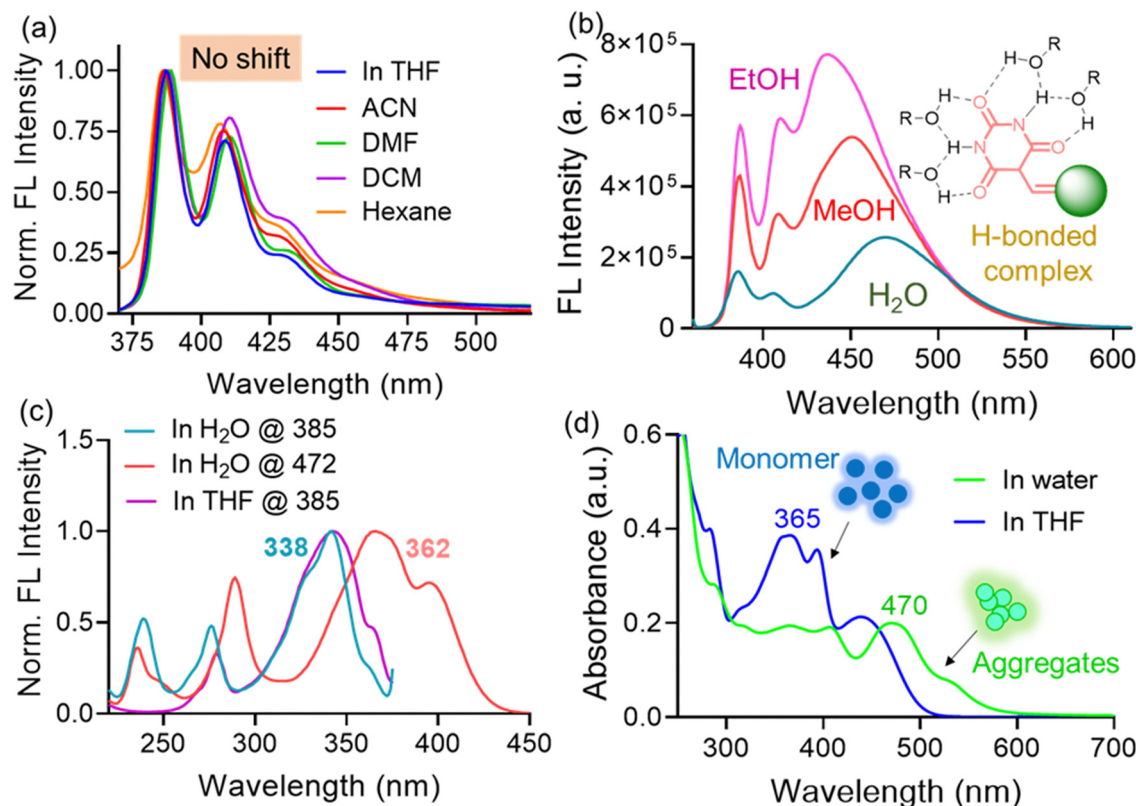 (a)
No shift
In THF
ACN
DMF
DCM
Hexane
Norm. FL Intensity
1.00
0.75
0.50
0.25
0.00
375 400 425 450 475 500
Wavelength (nm)
(b)
FL Intensity (a. u.)
8×10⁵
6×10⁵
4×10⁵
2×10⁵
0
EtOH
MeOH
H₂O
R
H-O
O-R
R-O
H
O
N
H-bonded
complex
400 450 500 550 600
Wavelength (nm)
(c)
In H₂O @ 385
In H₂O @ 472
In THF @ 385
Norm. FL Intensity
1.5
1.0
0.5
0.0
338
362
250 300 350 400 450
Wavelength (nm)
(d)
Absorbance (a.u.)
0.6
0.4
0.2
0.0
Monomer
In water
In THF
365
470
Aggregates
300 400 500 600 700
Wavelength (nm)